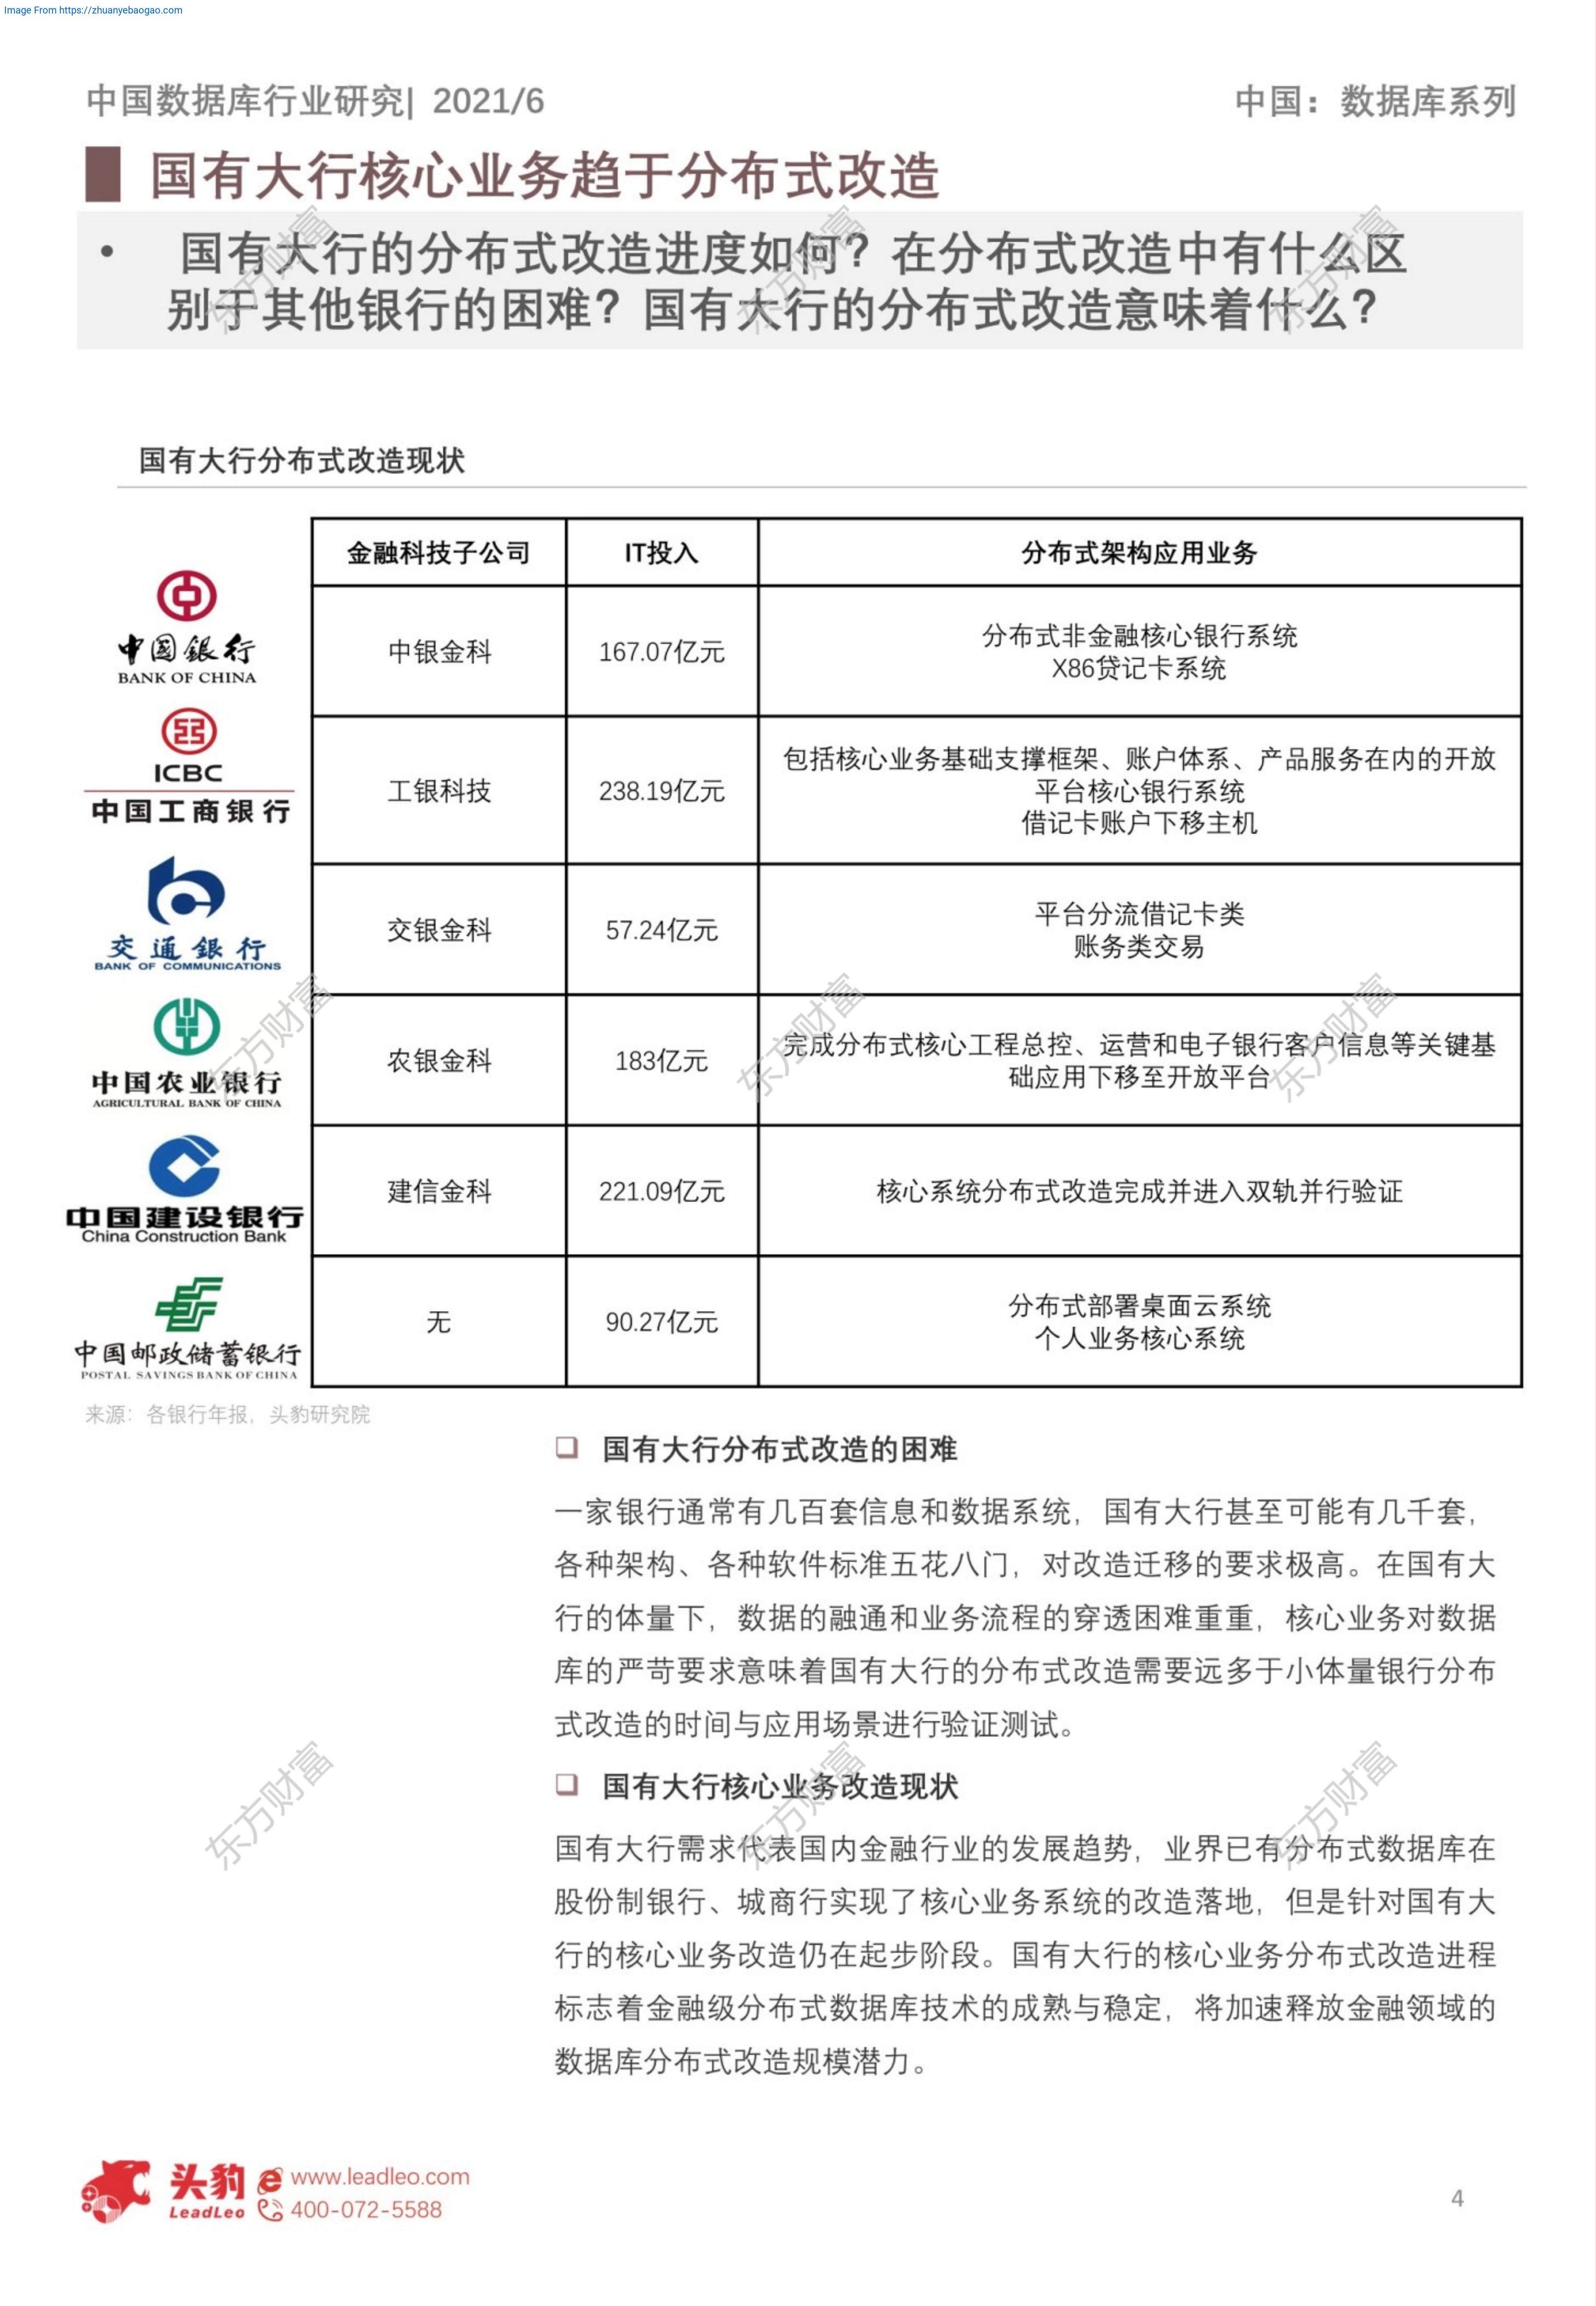 Image From https://zhuanyebaogao.com
中国数据库行业研究| 2021/6
中国：数据库系列
国有大行核心业务趋于分布式改造
• 国有大行的分布式改造进度如何？在分布式改造中有什么区
别于其他银行的困难？国有大行的分布式改造意味着什么？
国有大行分布式改造现状
金融科技子公司 IT投入 分布式架构应用业务
中国银行
BANK OF CHINA
中银金科 167.07亿元
分布式非金融核心银行系统
X86贷记卡系统
ICBC
中国工商银行
工银科技 238.19亿元
包括核心业务基础支撑框架、账户体系、产品服务在内的开放
平台核心银行系统
借记卡账户下移主机
交通銀行
BANK OF COMMUNICATIONS
交银金科 57.24亿元
平台分流借记卡类
账务类交易
中国农业银行
AGRICULTURAL BANK OF CHINA
农银金科 183亿元
完成分布式核心工程总控、运营和电子银行客户信息等关键基
础应用下移至开放平台
中国建设银行
China Construction Bank
建信金科 221.09亿元 核心系统分布式改造完成并进入双轨并行验证
中国邮政储蓄银行
POSTAL SAVINGS BANK OF CHINA
无 90.27亿元
分布式部署桌面云系统
个人业务核心系统
来源：各银行年报，头豹研究院
❑ 国有大行分布式改造的困难
一家银行通常有几百套信息和数据系统，国有大行甚至可能有几千套，
各种架构、各种软件标准五花八门，对改造迁移的要求极高。在国有大
行的体量下，数据的融通和业务流程的穿透困难重重，核心业务对数据
库的严苛要求意味着国有大行的分布式改造需要远多于小体量银行分布
式改造的时间与应用场景进行验证测试。
❑ 国有大行核心业务改造现状
国有大行需求代表国内金融行业的发展趋势，业界已有分布式数据库在
股份制银行、城商行实现了核心业务系统的改造落地，但是针对国有大
行的核心业务改造仍在起步阶段。国有大行的核心业务分布式改造进程
标志着金融级分布式数据库技术的成熟与稳定，将加速释放金融领域的
数据库分布式改造规模潜力。
头豹
LeadLeo
www.leadleo.com
400-072-5588
4
东方财富
东方财富
东方财富
东方财富
东方财富
东方财富
东方财富
东方财富
东方财富